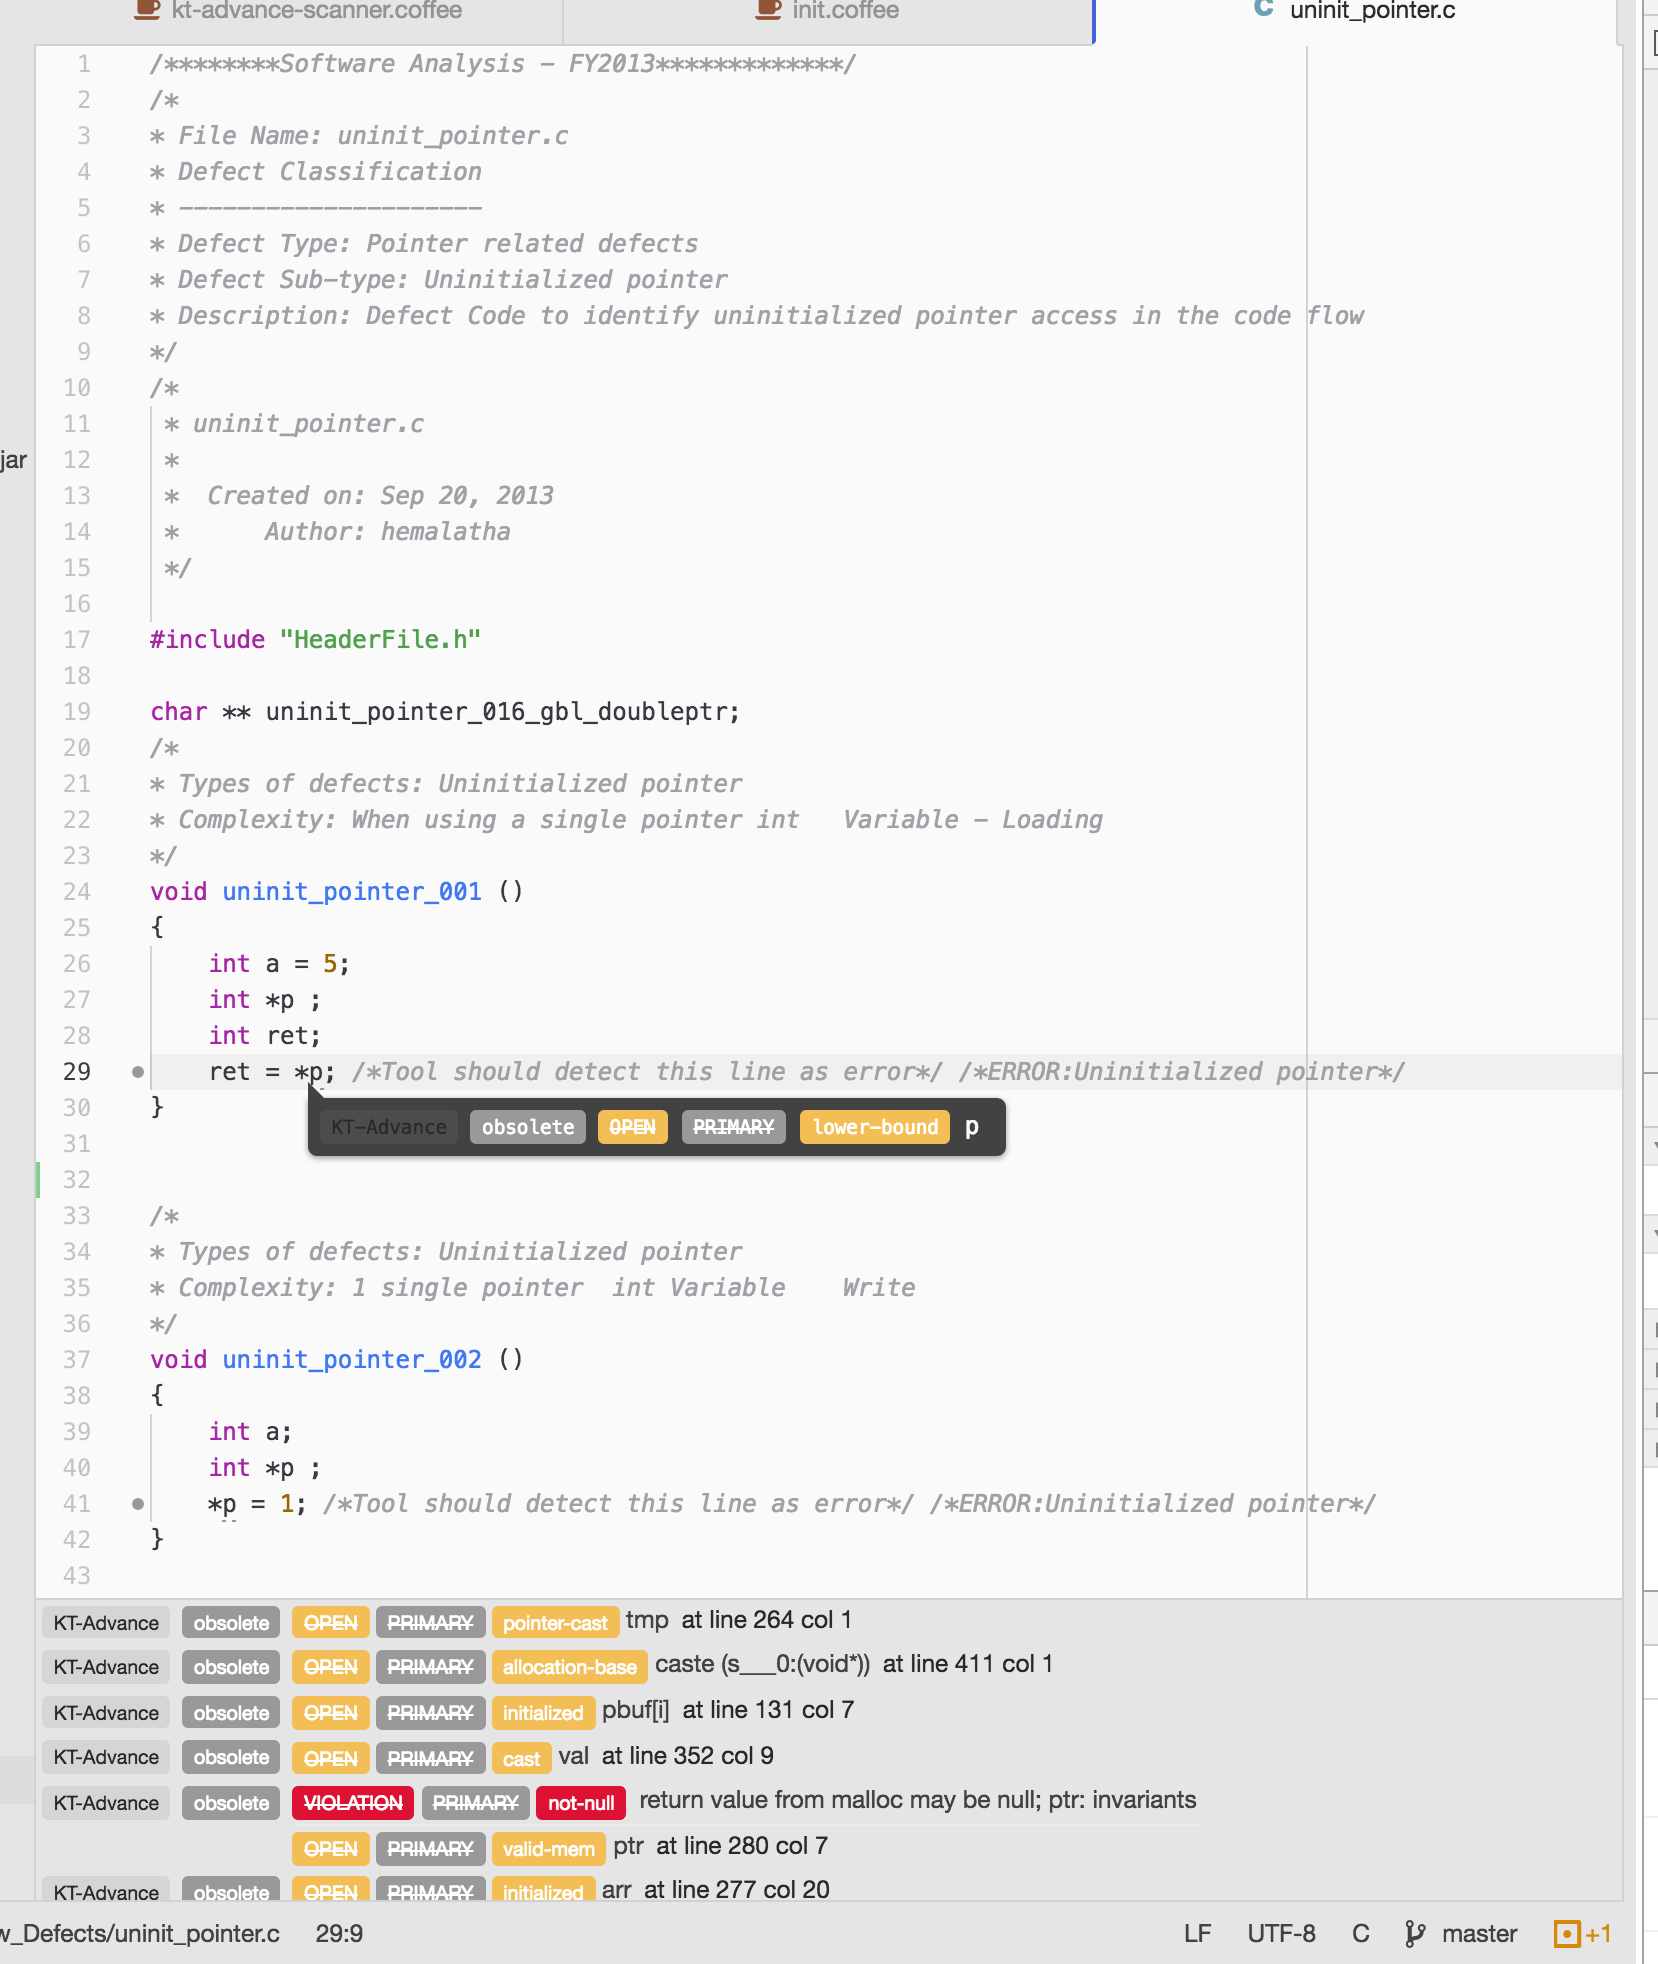 kt-advance-scanner.coffee init.coffee uninit_pointer.c
1 /********Software Analysis - FY2013*************/
2 /*
3 * File Name: uninit_pointer.c
4 * Defect Classification
5 * ---------------------
6 * Defect Type: Pointer related defects
7 * Defect Sub-type: Uninitialized pointer
8 * Description: Defect Code to identify uninitialized pointer access in the code flow
9 */
10 /*
11 * uninit_pointer.c
jar
12 *
13 * Created on: Sep 20, 2013
14 * Author: hemalatha
15 */
16
17 #include "HeaderFile.h"
18
19 char ** uninit_pointer_016_gbl_doubleptr;
20 /*
21 * Types of defects: Uninitialized pointer
22 * Complexity: When using a single pointer int Variable - Loading
23 */
24 void uninit_pointer_001 ()
25 {
26 int a = 5;
27 int *p ;
28 int ret;
29 ret = *p; /*Tool should detect this line as error*/ /*ERROR:Uninitialized pointer*/
30 }
KT-Advance obsolete OPEN PRIMARY lower-bound p
31
32
33 /*
34 * Types of defects: Uninitialized pointer
35 * Complexity: 1 single pointer int Variable Write
36 */
37 void uninit_pointer_002 ()
38 {
39 int a;
40 int *p ;
41 *p = 1; /*Tool should detect this line as error*/ /*ERROR:Uninitialized pointer*/
42 }
43
KT-Advance obsolete OPEN PRIMARY pointer-cast tmp at line 264 col 1
KT-Advance obsolete OPEN PRIMARY allocation-base caste (s___0:(void*)) at line 411 col 1
KT-Advance obsolete OPEN PRIMARY initialized pbuf[i] at line 131 col 7
KT-Advance obsolete OPEN PRIMARY cast val at line 352 col 9
KT-Advance obsolete VIOLATION PRIMARY not-null return value from malloc may be null; ptr: invariants
OPEN PRIMARY valid-mem ptr at line 280 col 7
KT-Advance obsolete OPEN PRIMARY initialized arr at line 277 col 20
w_Defects/uninit_pointer.c 29:9 LF UTF-8 C master +1